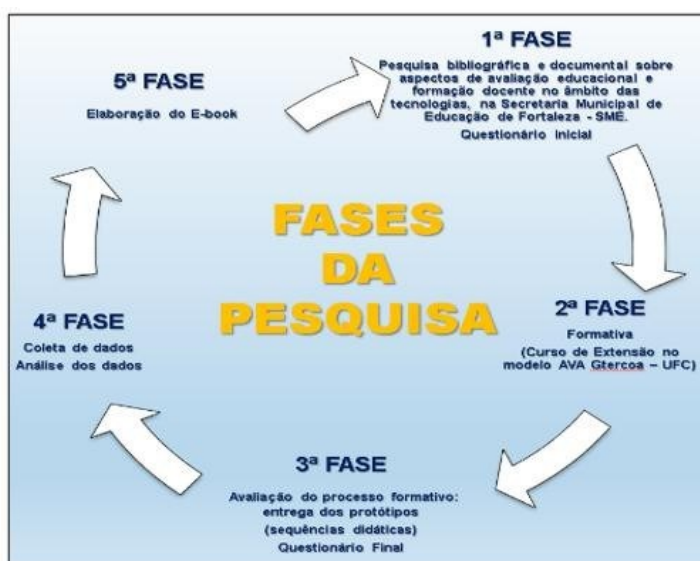 1ª FASE
Pesquisa bibliográfica e documental sobre
aspectos de avaliação educacional e
formação docente no âmbito das
tecnologias, na Secretaria Municipal de
Educação de Fortaleza - SME.
Questionário Inicial
2ª FASE
Formativa
(Curso de Extensão no
modelo AVA Gtercoa – UFC)
3ª FASE
Avaliação do processo formativo:
entrega dos protótipos
(sequências didáticas)
Questionário Final
4ª FASE
Coleta de dados
Análise dos dados
5ª FASE
Elaboração do E-book
FASES
DA
PESQUISA